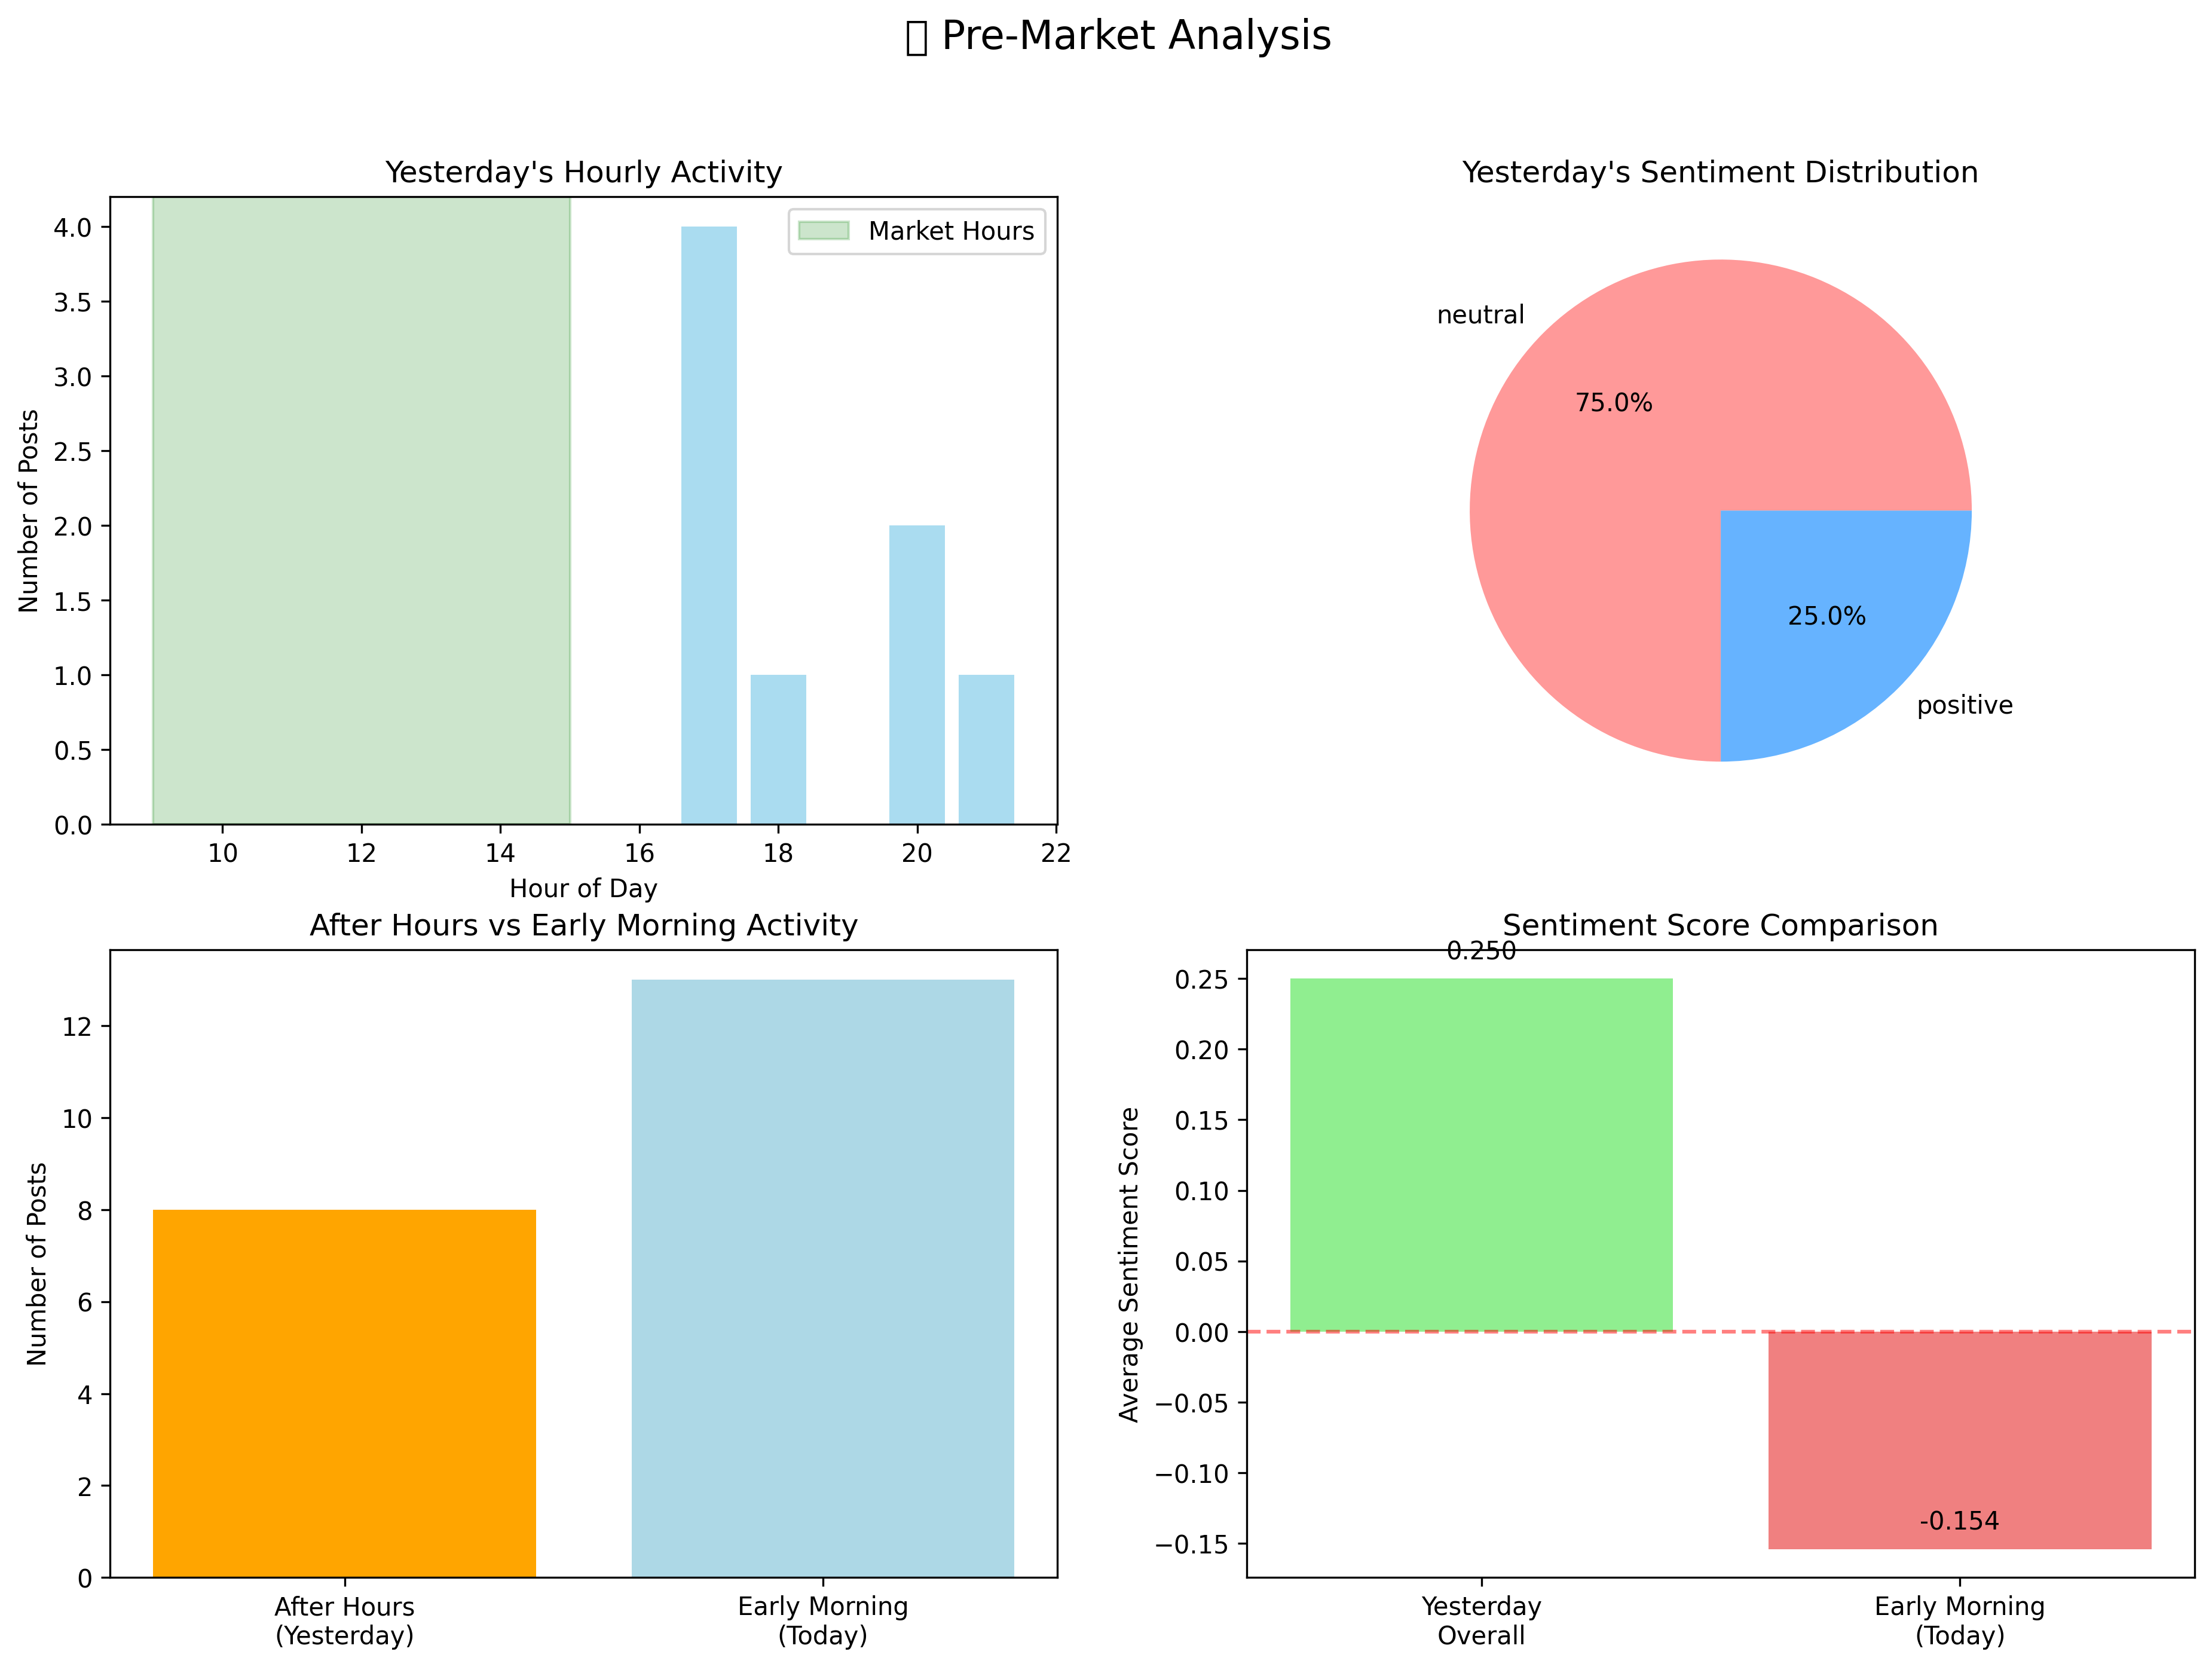 Pre-Market Analysis
Yesterday's Hourly Activity
Number of Posts
4.0
3.5
3.0
2.5
2.0
1.5
1.0
0.5
0.0
Market Hours
10 12 14 16 18 20 22
Hour of Day
Yesterday's Sentiment Distribution
neutral
75.0%
25.0%
positive
After Hours vs Early Morning Activity
Number of Posts
12
10
8
6
4
2
0
After Hours
(Yesterday)
Early Morning
(Today)
Sentiment Score Comparison
Average Sentiment Score
0.250
0.25
0.20
0.15
0.10
0.05
0.00
−0.05
−0.10
−0.15
-0.154
Yesterday
Overall
Early Morning
(Today)